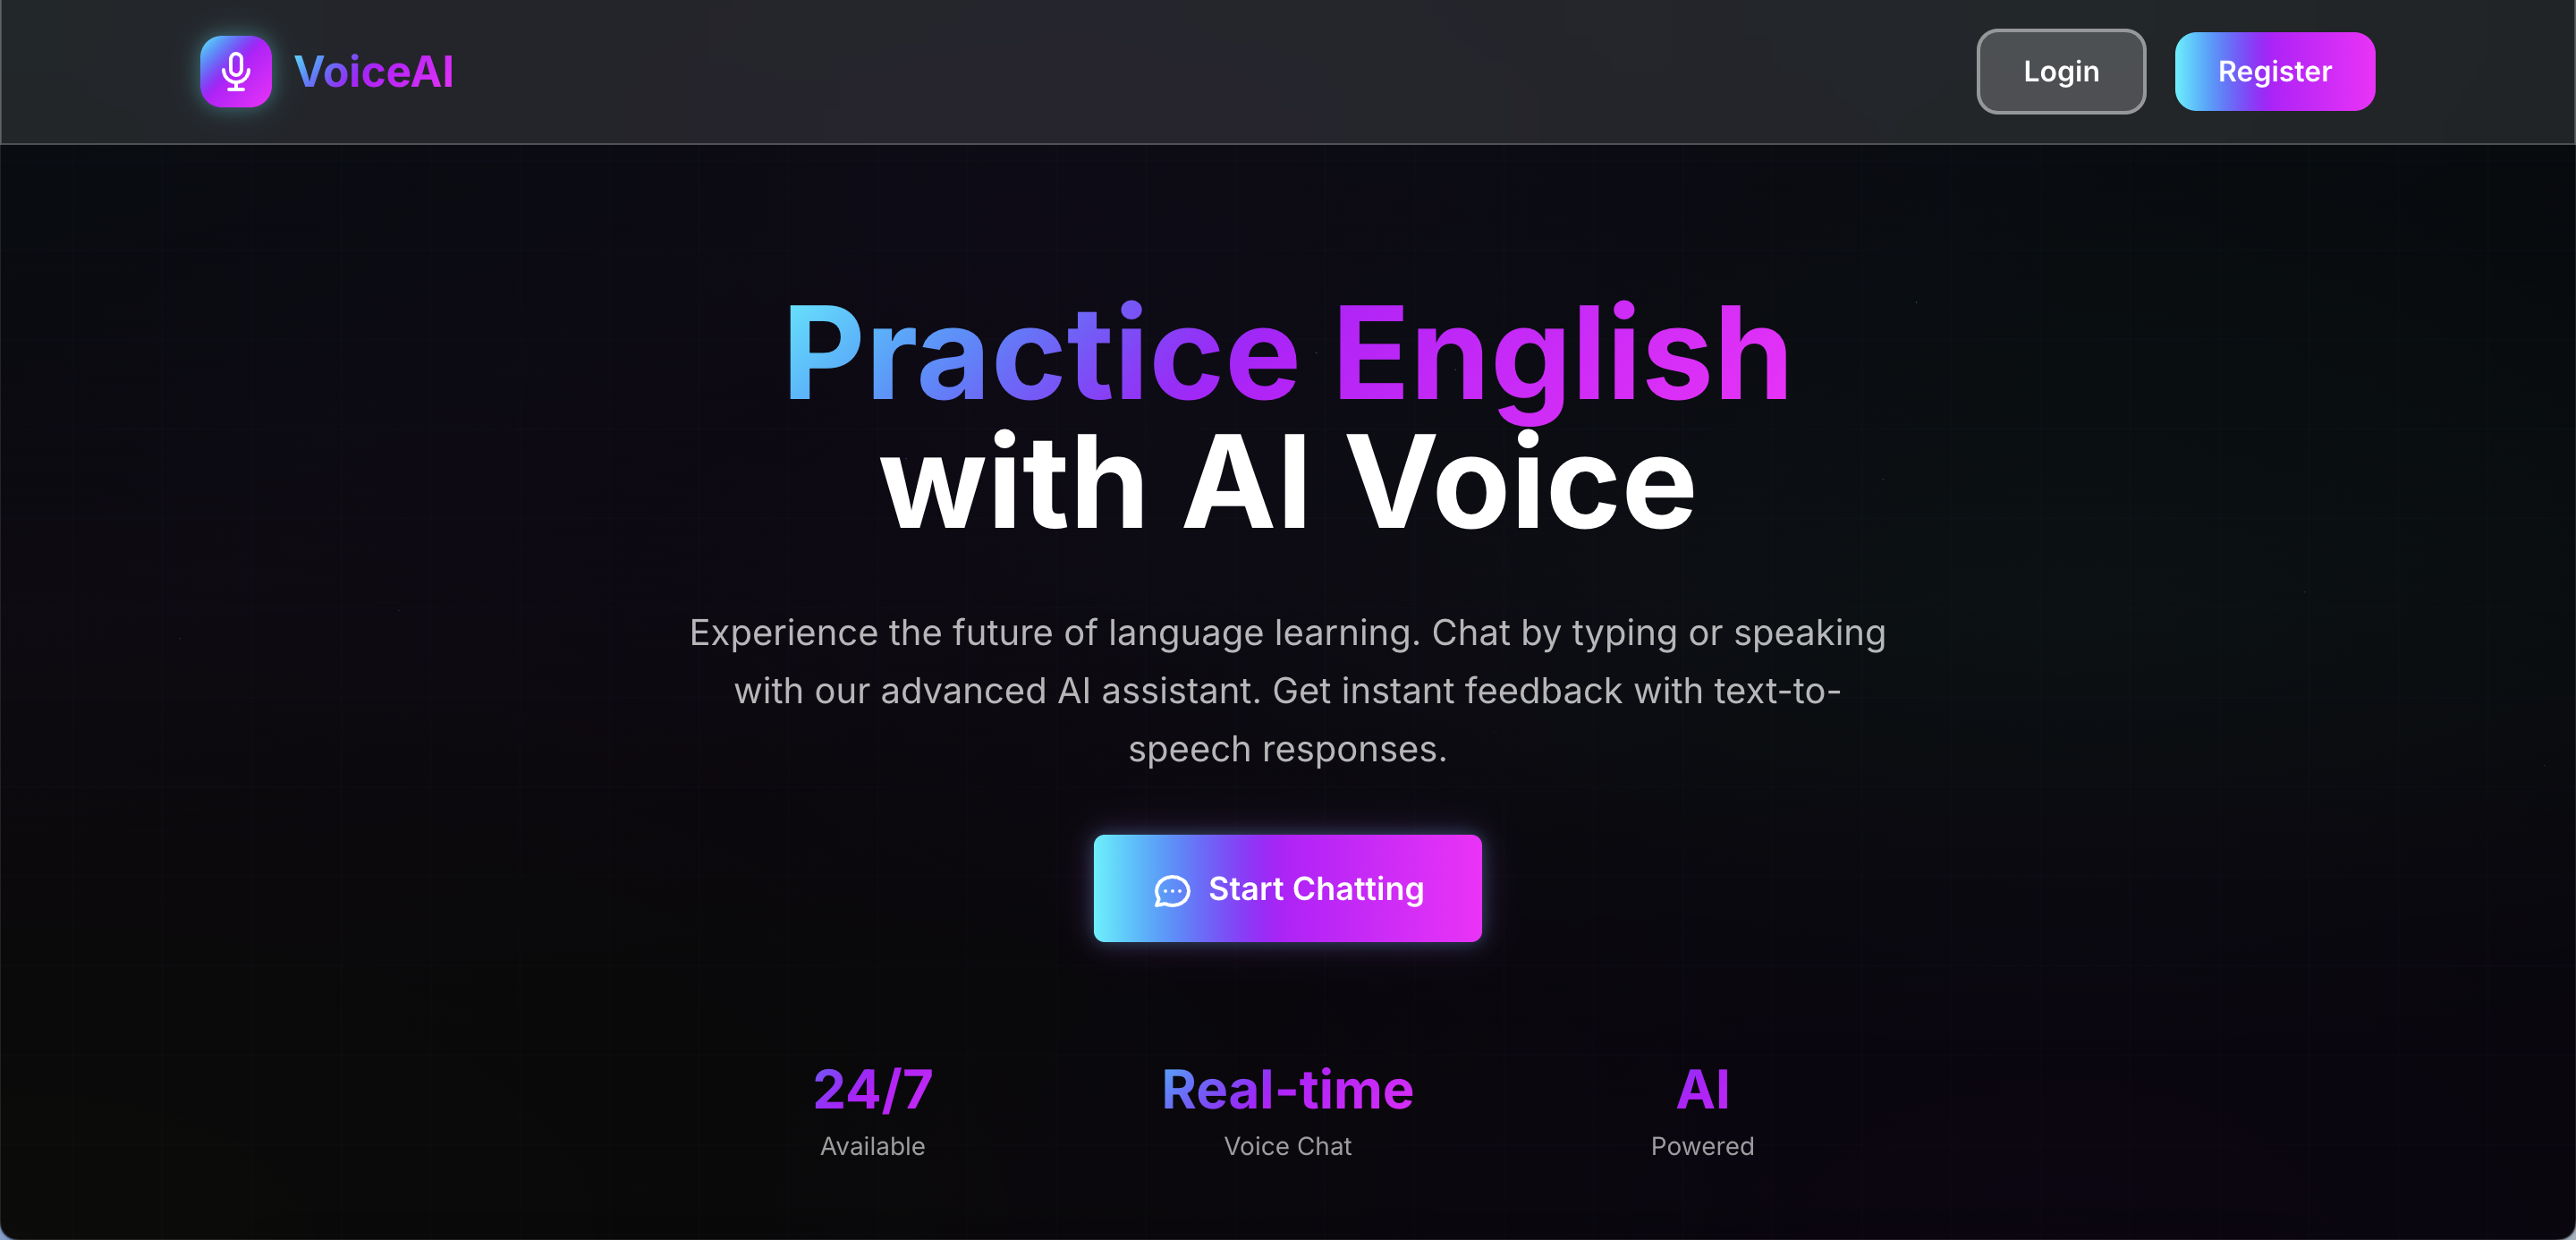 VoiceAI
Login
Register
Practice English
with AI Voice
Experience the future of language learning. Chat by typing or speaking
with our advanced AI assistant. Get instant feedback with text-to-
speech responses.
Start Chatting
24/7
Available
Real-time
Voice Chat
AI
Powered